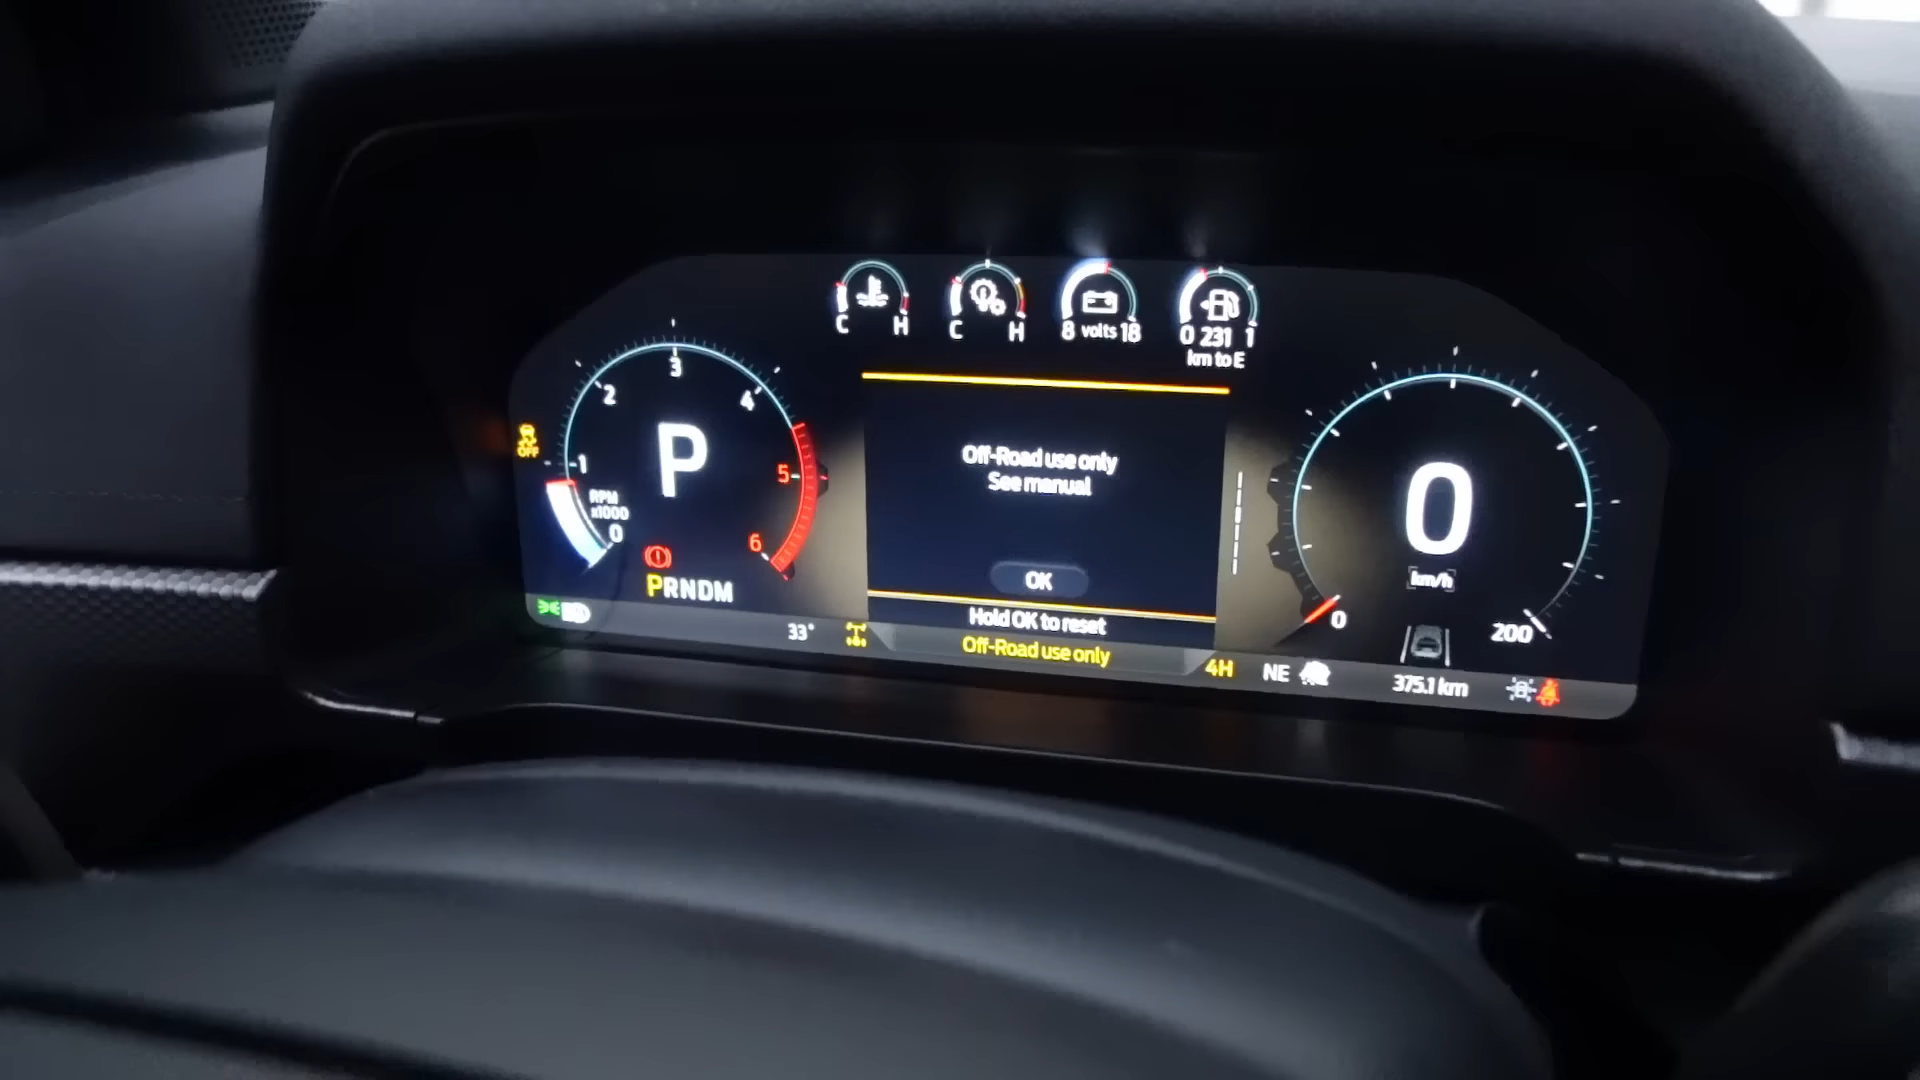 C H
C H
8 volts 18
0 231 1
km to E
3
2
4
1
5
RPM
x1000
0
6
P
PRNDM
OFF
Off-Road use only
See manual
OK
Hold OK to reset
Off-Road use only
33°
4H
NE
0
km/h
0
200
375.1 km